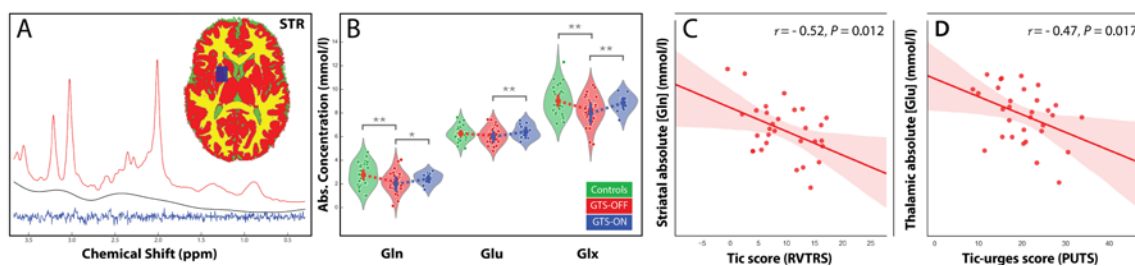 A
STR
3.5 3.0 2.5 2.0 1.5 1.0 0.5
Chemical Shift (ppm)
B
Abs. Concentration (mmol/l)
14
12
10
8
6
4
2
0
** * ** ** **
Controls
GTS-OFF
GTS-ON
Gln Glu Glx
C
r = - 0.52, P = 0.012
Striatal absolute [Gln] (mmol/l)
-5 0 5 10 15 20 25
Tic score (RVTRS)
D
r = - 0.47, P = 0.017
Thalamic absolute [Glu] (mmol/l)
0 10 20 30 40
Tic-urges score (PUTS)